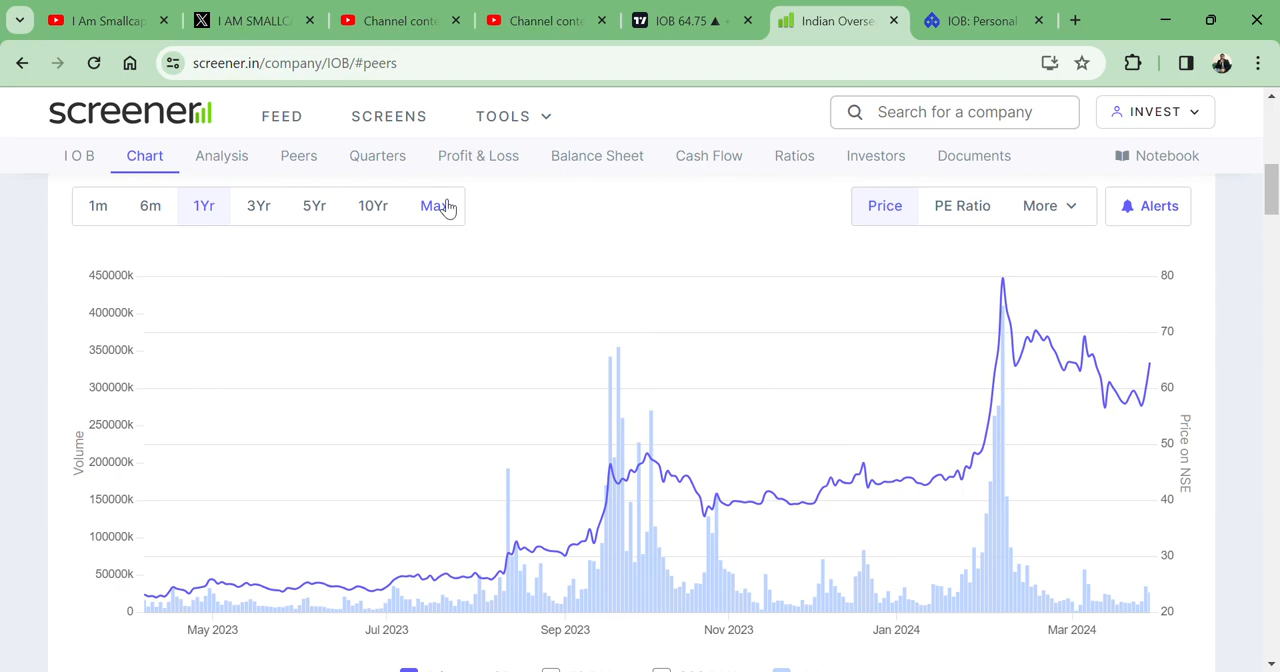 I Am Smallcap
I AM SMALLC
Channel conte
Channel conte
IOB 64.75 ▲ +
Indian Overse
IOB: Personal
screener.in/company/IOB/#peers
screener
FEED
SCREENS
TOOLS
Search for a company
INVEST
I O B
Chart
Analysis
Peers
Quarters
Profit & Loss
Balance Sheet
Cash Flow
Ratios
Investors
Documents
Notebook
1m
6m
1Yr
3Yr
5Yr
10Yr
Price
PE Ratio
More
Alerts
450000k
400000k
350000k
300000k
250000k
200000k
150000k
100000k
50000k
0
Volume
80
70
60
50
40
30
20
Price on NSE
May 2023
Jul 2023
Sep 2023
Nov 2023
Jan 2024
Mar 2024